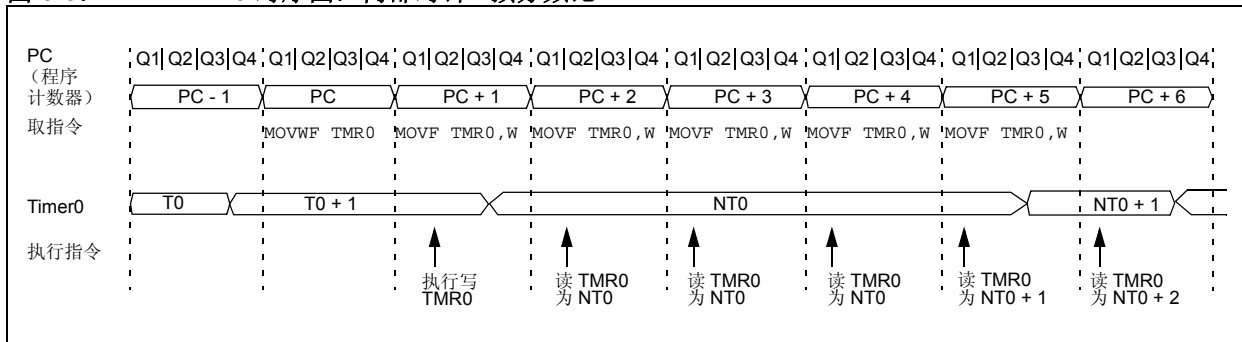 PC
（程序
计数器）
Q1 Q2 Q3 Q4 Q1 Q2 Q3 Q4 Q1 Q2 Q3 Q4 Q1 Q2 Q3 Q4 Q1 Q2 Q3 Q4 Q1 Q2 Q3 Q4 Q1 Q2 Q3 Q4 Q1 Q2 Q3 Q4
PC - 1 PC PC + 1 PC + 2 PC + 3 PC + 4 PC + 5 PC + 6
取指令 MOVWF TMR0 MOVF TMR0,W MOVF TMR0,W MOVF TMR0,W MOVF TMR0,W MOVF TMR0,W
Timer0 T0 T0 + 1 NT0 NT0 + 1
执行指令
执行写
TMR0
读 TMR0
为 NT0
读 TMR0
为 NT0
读 TMR0
为 NT0
读 TMR0
为 NT0 + 1
读 TMR0
为 NT0 + 2